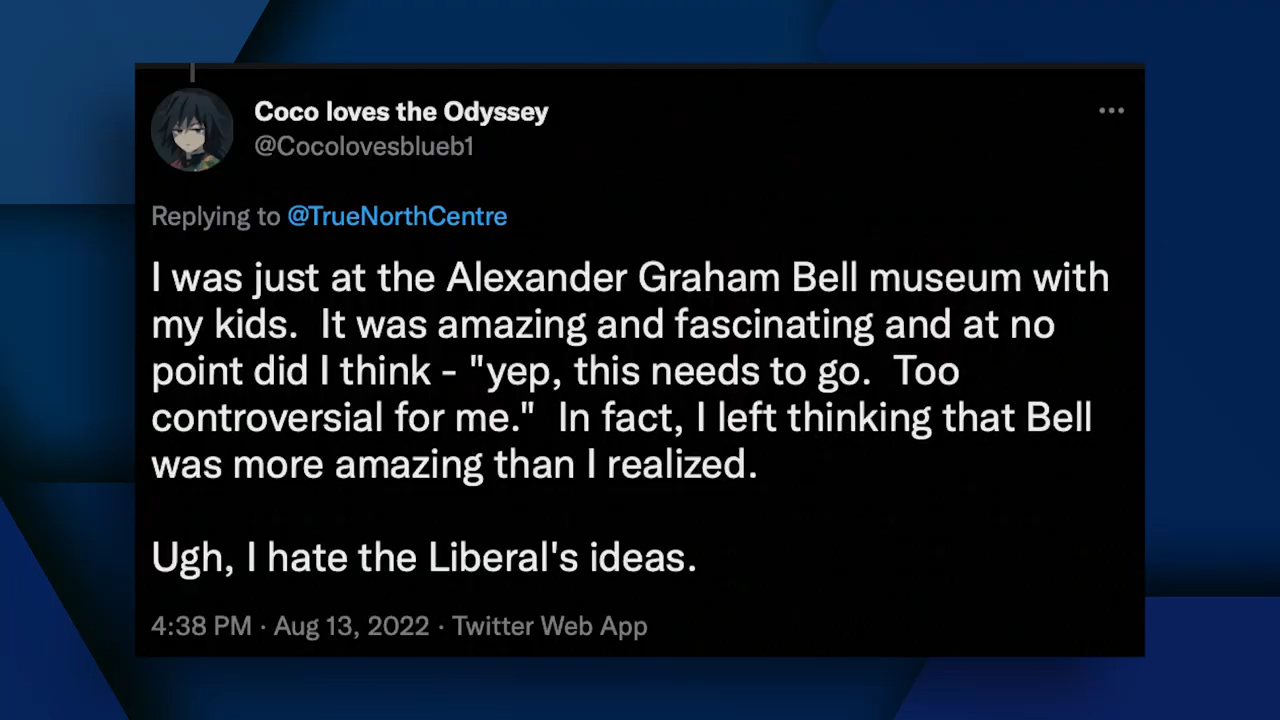 Coco loves the Odyssey
@Cocolovesblueb1
Replying to @TrueNorthCentre
I was just at the Alexander Graham Bell museum with
my kids.  It was amazing and fascinating and at no
point did I think - "yep, this needs to go.  Too
controversial for me."  In fact, I left thinking that Bell
was more amazing than I realized.
Ugh, I hate the Liberal's ideas.
4:38 PM · Aug 13, 2022 · Twitter Web App